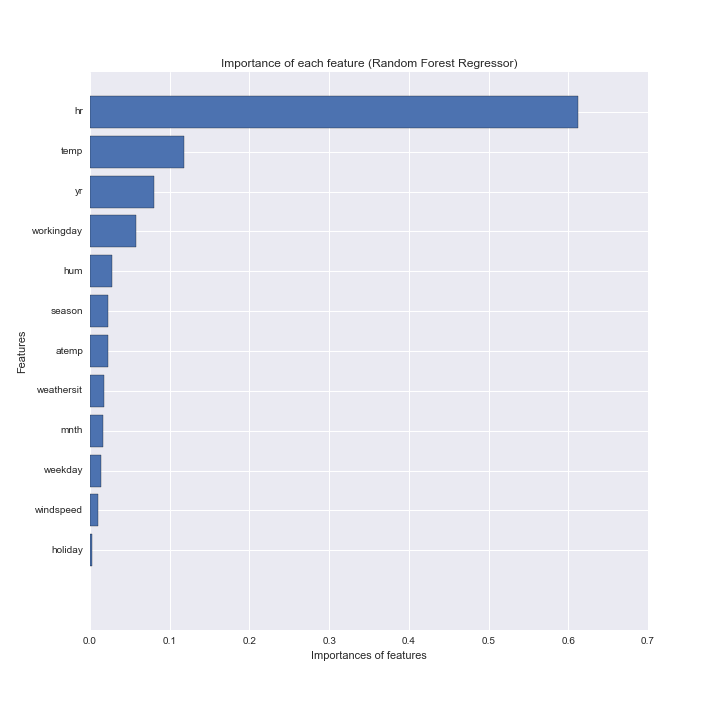 Importance of each feature (Random Forest Regressor)
hr
temp
yr
workingday
hum
season
atemp
weathersit
mnth
weekday
windspeed
holiday
Features
0.0 0.1 0.2 0.3 0.4 0.5 0.6 0.7
Importances of features